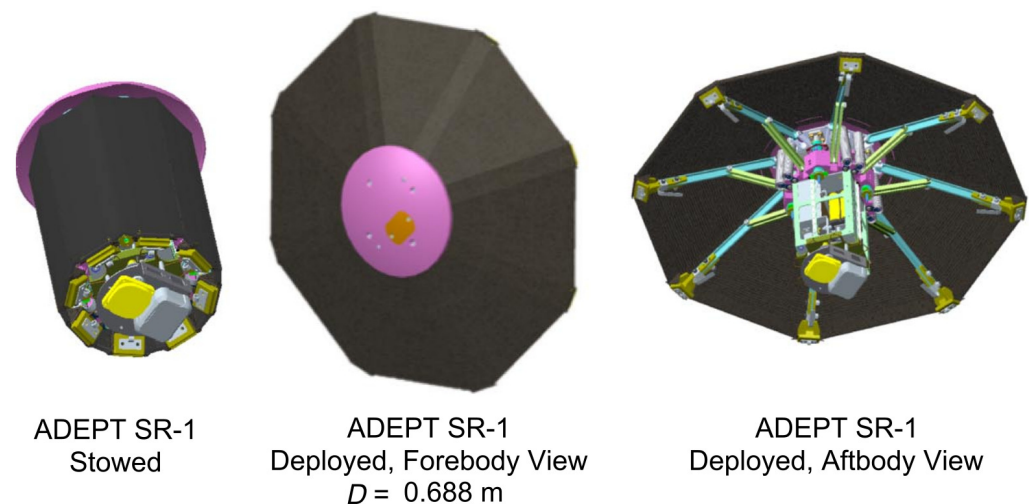 ADEPT SR-1
Stowed
ADEPT SR-1
Deployed, Forebody View
D = 0.688 m
ADEPT SR-1
Deployed, Aftbody View